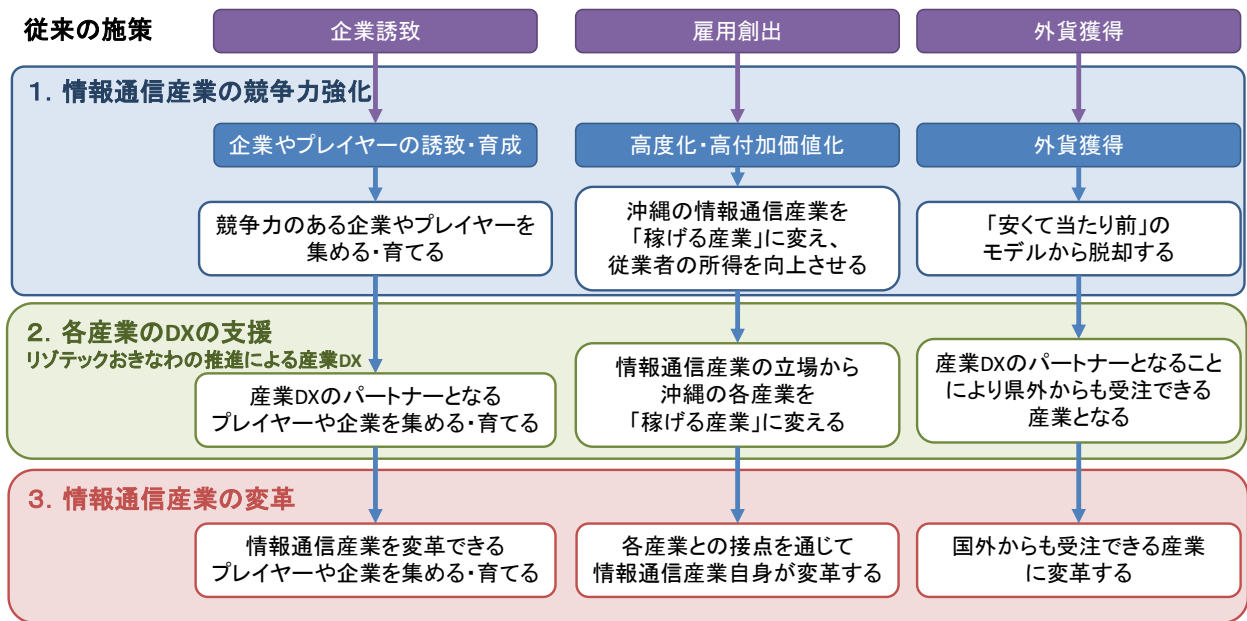 従来の施策
企業誘致
雇用創出
外貨獲得
1. 情報通信産業の競争力強化
企業やプレイヤーの誘致・育成
高度化・高付加価値化
外貨獲得
競争力のある企業やプレイヤーを
集める・育てる
沖縄の情報通信産業を
「稼げる産業」に変え、
従業者の所得を向上させる
「安くて当たり前」の
モデルから脱却する
2. 各産業のDXの支援
リゾテックおきなわの推進による産業DX
産業DXのパートナーとなる
プレイヤーや企業を集める・育てる
情報通信産業の立場から
沖縄の各産業を
「稼げる産業」に変える
産業DXのパートナーとなること
により県外からも受注できる
産業となる
3. 情報通信産業の変革
情報通信産業を変革できる
プレイヤーや企業を集める・育てる
各産業との接点を通じて
情報通信産業自身が変革する
国外からも受注できる産業
に変革する